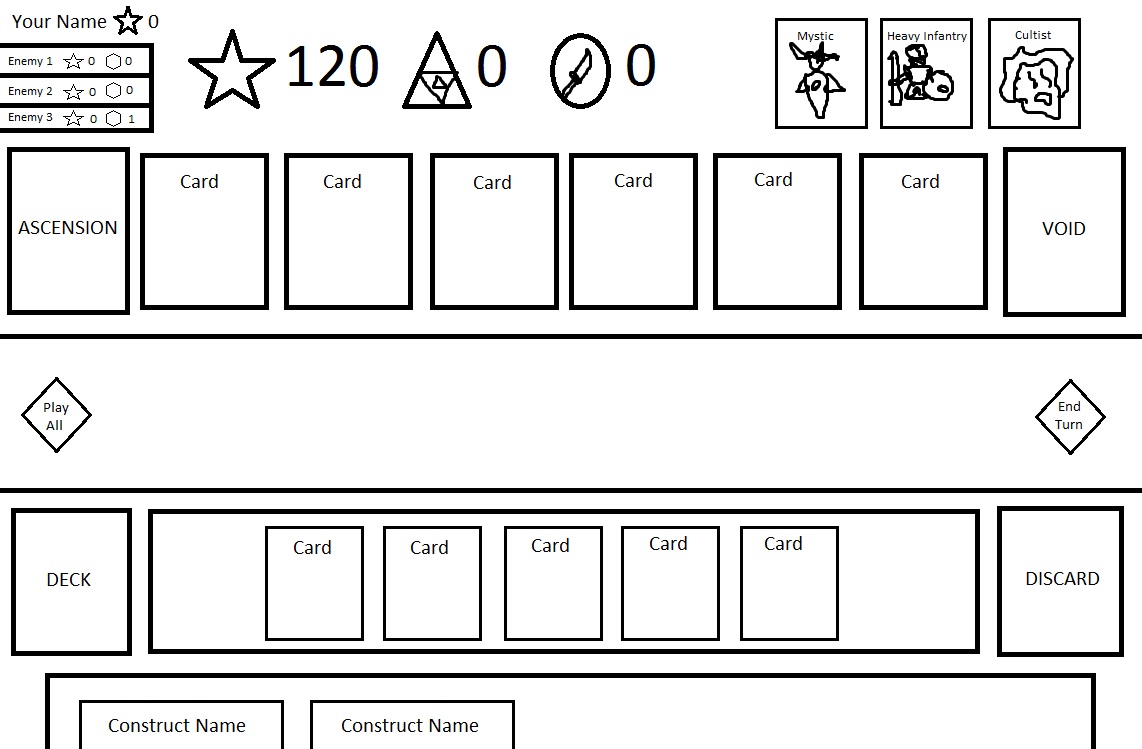 Your Name 0
Enemy 1 0 0
Enemy 2 0 0
Enemy 3 0 1
120 0 0
Mystic
Heavy Infantry
Cultist
ASCENSION
Card
Card
Card
Card
Card
Card
VOID
Play
All
End
Turn
DECK
Card
Card
Card
Card
Card
DISCARD
Construct Name
Construct Name